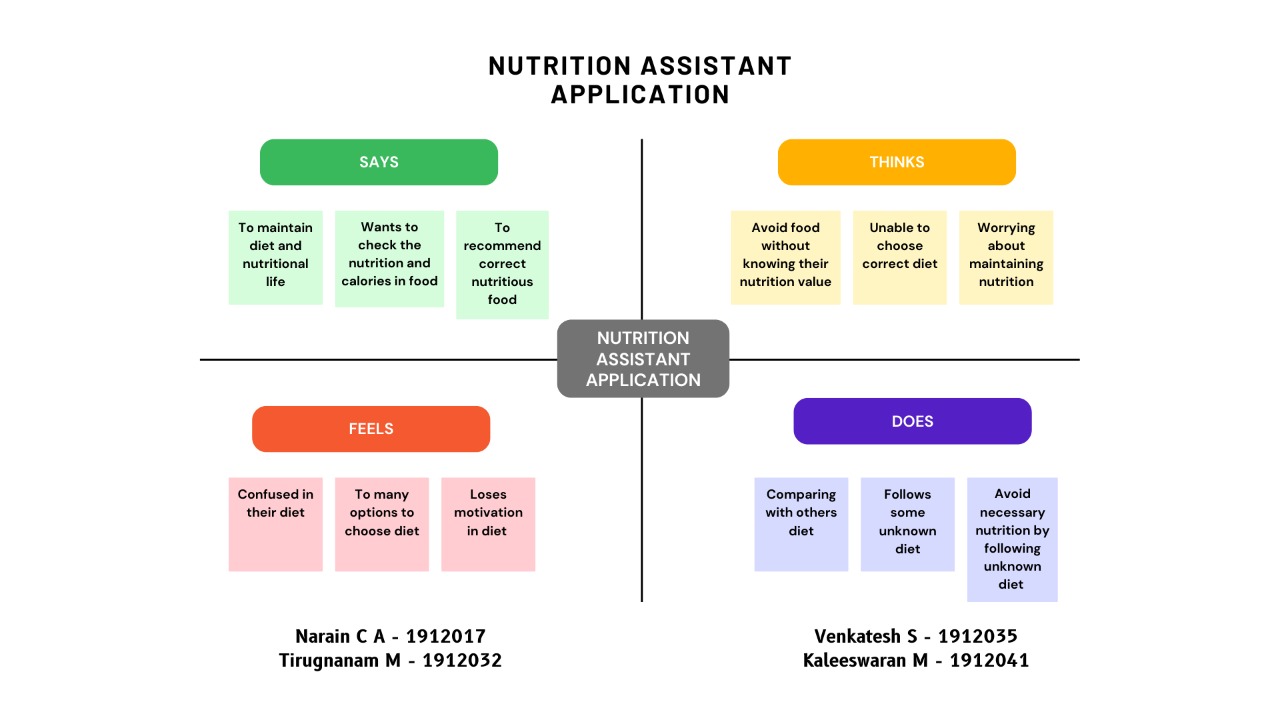 NUTRITION ASSISTANT
APPLICATION
SAYS
To maintain
diet and
nutritional
life
Wants to
check the
nutrition and
calories in food
To
recommend
correct
nutritious
food
THINKS
Avoid food
without
knowing their
nutrition value
Unable to
choose
correct diet
Worrying
about
maintaining
nutrition
NUTRITION
ASSISTANT
APPLICATION
FEELS
Confused in
their diet
To many
options to
choose diet
Loses
motivation
in diet
DOES
Comparing
with others
diet
Follows
some
unknown
diet
Avoid
necessary
nutrition by
following
unknown
diet
Narain C A - 1912017
Tirugnanam M - 1912032
Venkatesh S - 1912035
Kaleeswaran M - 1912041